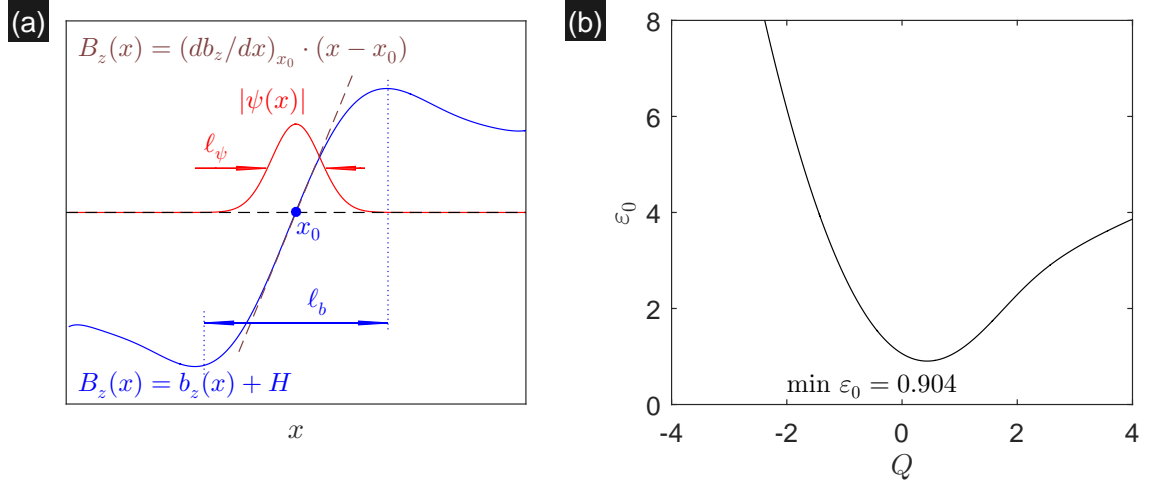 (a)
B_z(x) = (db_z/dx)_{x_0} · (x − x_0)
|ψ(x)|
ℓ_ψ
x_0
ℓ_b
B_z(x) = b_z(x) + H
x
(b)
8
6
4
2
0
ε_0
min ε_0 = 0.904
-4
-2
0
2
4
Q